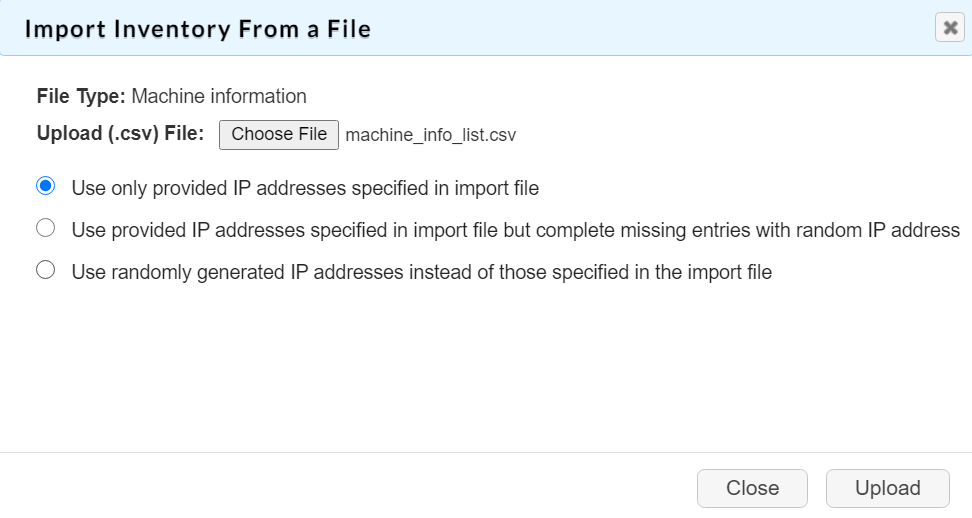 Import Inventory From a File
File Type: Machine information
Upload (.csv) File: Choose File machine_info_list.csv
Use only provided IP addresses specified in import file
Use provided IP addresses specified in import file but complete missing entries with random IP address
Use randomly generated IP addresses instead of those specified in the import file
Close Upload